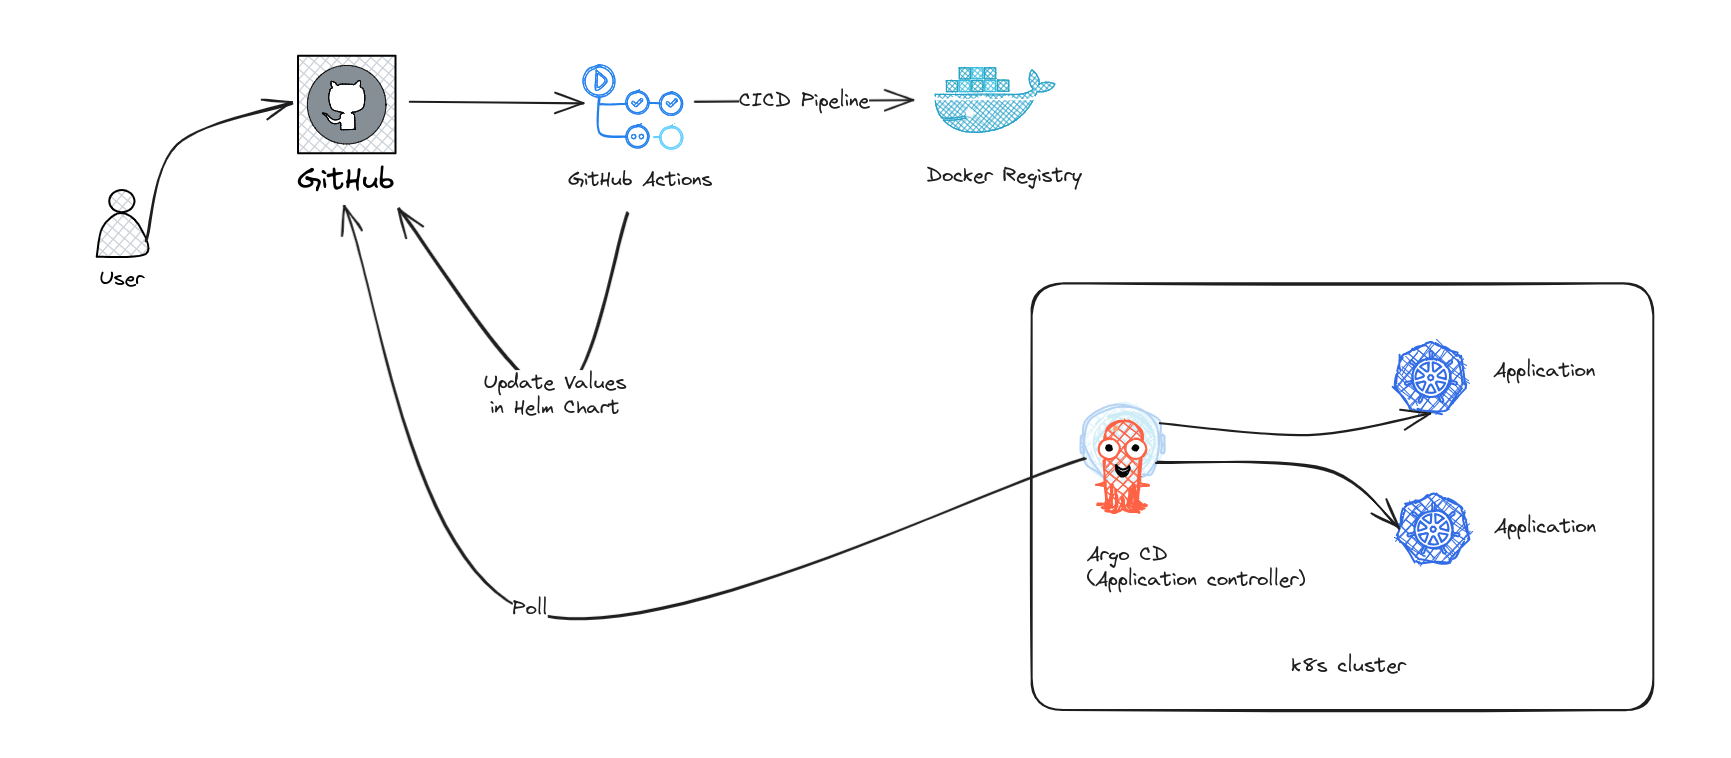 CICD Pipeline
GitHub
GitHub Actions
Docker Registry
User
Update Values
in Helm Chart
Application
Application
Argo CD
(Application controller)
Poll
k8s cluster